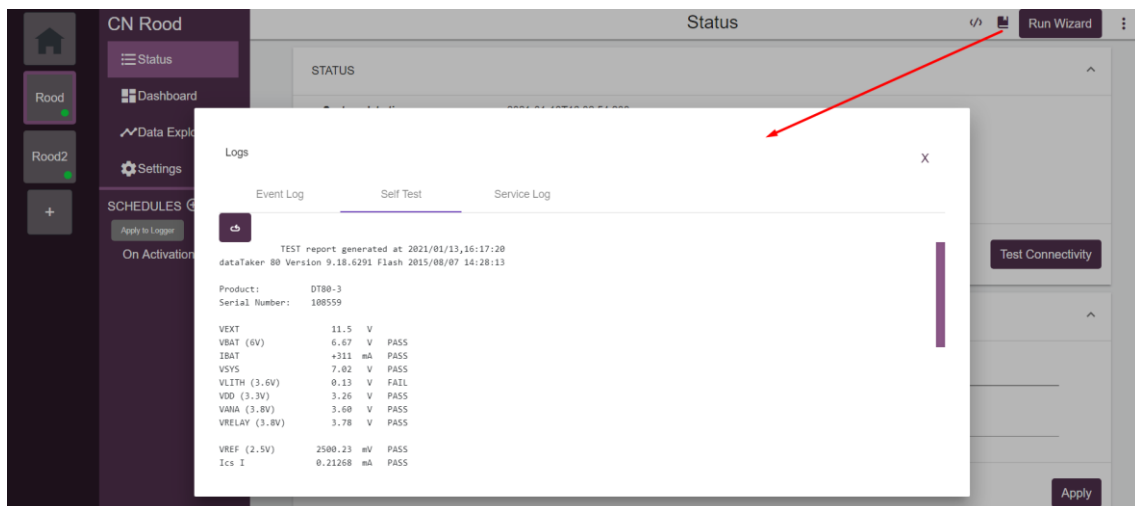 CN Rood
Status
</>
Run Wizard
Status
Rood
Dashboard
Data Explo
Rood2
Settings
+
SCHEDULES
Apply to Logger
On Activation
STATUS
Logs
X
Event Log
Self Test
Service Log
TEST report generated at 2021/01/13,16:17:20
dataTaker 80 Version 9.18.6291 Flash 2015/08/07 14:28:13
Product: DT80-3
Serial Number: 108559
VEXT 11.5 V
VBAT (6V) 6.67 V PASS
IBAT +311 mA PASS
VSYS 7.02 V PASS
VLITH (3.6V) 0.13 V FAIL
VDD (3.3V) 3.26 V PASS
VANA (3.8V) 3.60 V PASS
VRELAY (3.8V) 3.78 V PASS
VREF (2.5V) 2500.23 mV PASS
Ics I 0.21268 mA PASS
Test Connectivity
Apply